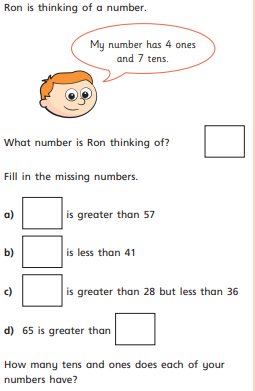 Ron is thinking of a number.
My number has 4 ones
and 7 tens.
What number is Ron thinking of?
Fill in the missing numbers.
a) is greater than 57
b) is less than 41
c) is greater than 28 but less than 36
d) 65 is greater than
How many tens and ones does each of your
numbers have?